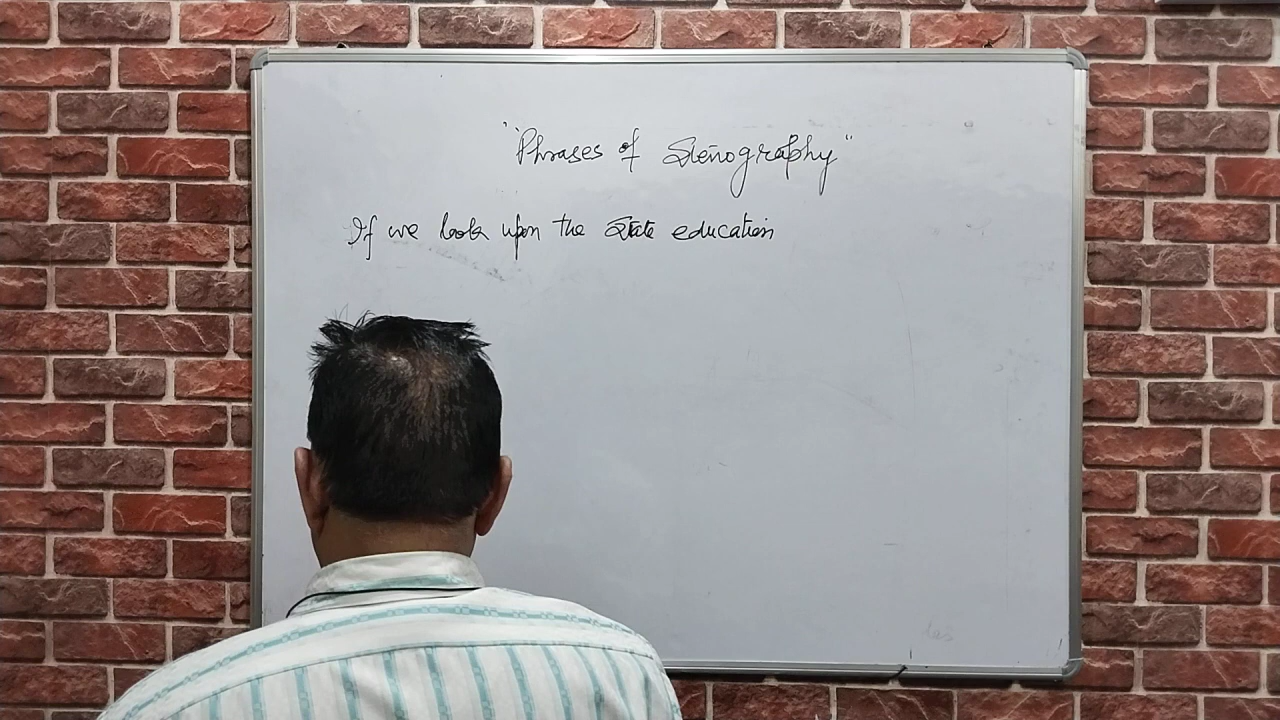 "Phrases of Stenography"
If we look upon the State education